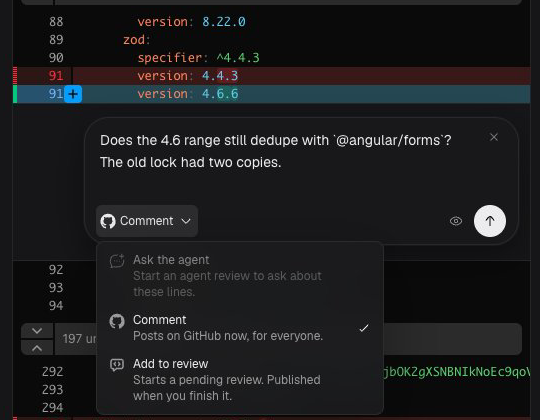 88 version: 8.22.0
89 zod:
90 specifier: ^4.4.3
91 version: 4.4.3
91 + version: 4.6.6
Does the 4.6 range still dedupe with `@angular/forms`?
The old lock had two copies.
Comment
Ask the agent
Start an agent review to ask about
these lines.
Comment
Posts on GitHub now, for everyone.
Add to review
Starts a pending review. Published
when you finish it.
92
93
94
197 un
292 jbOKZgXSNBNIkNoEc9qoV
293
294